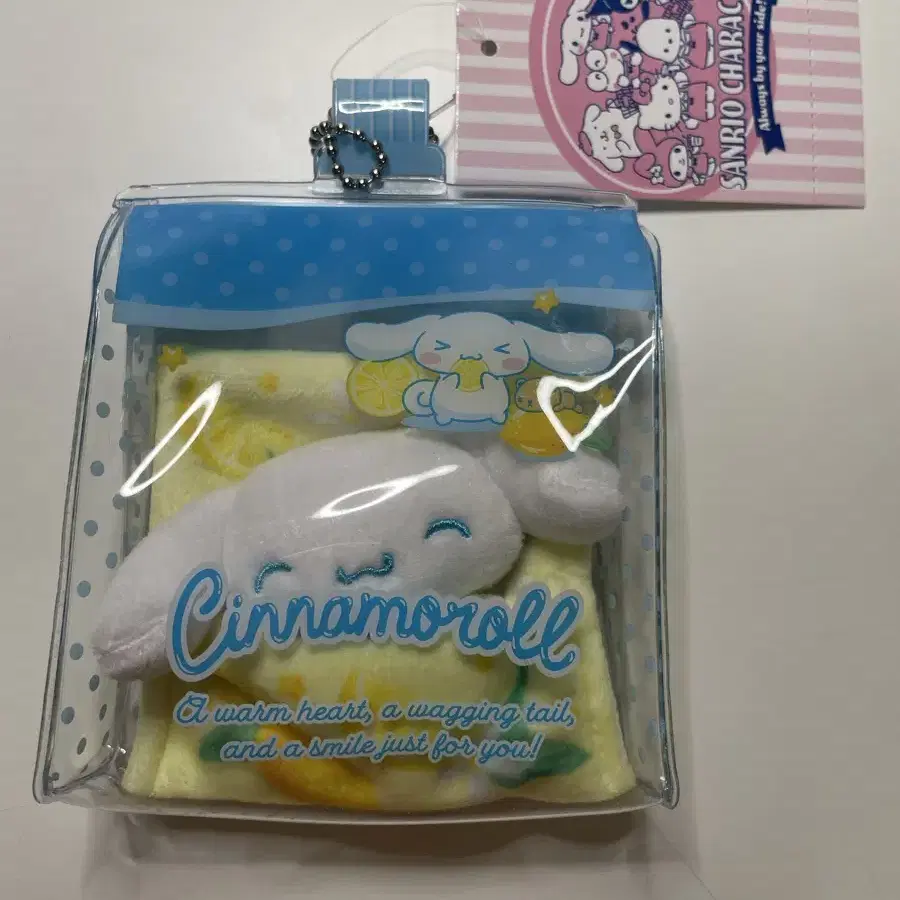 SANRIO CHARAC
Always by your side!
Cinnamoroll
A warm heart, a wagging tail,
and a smile just for you!